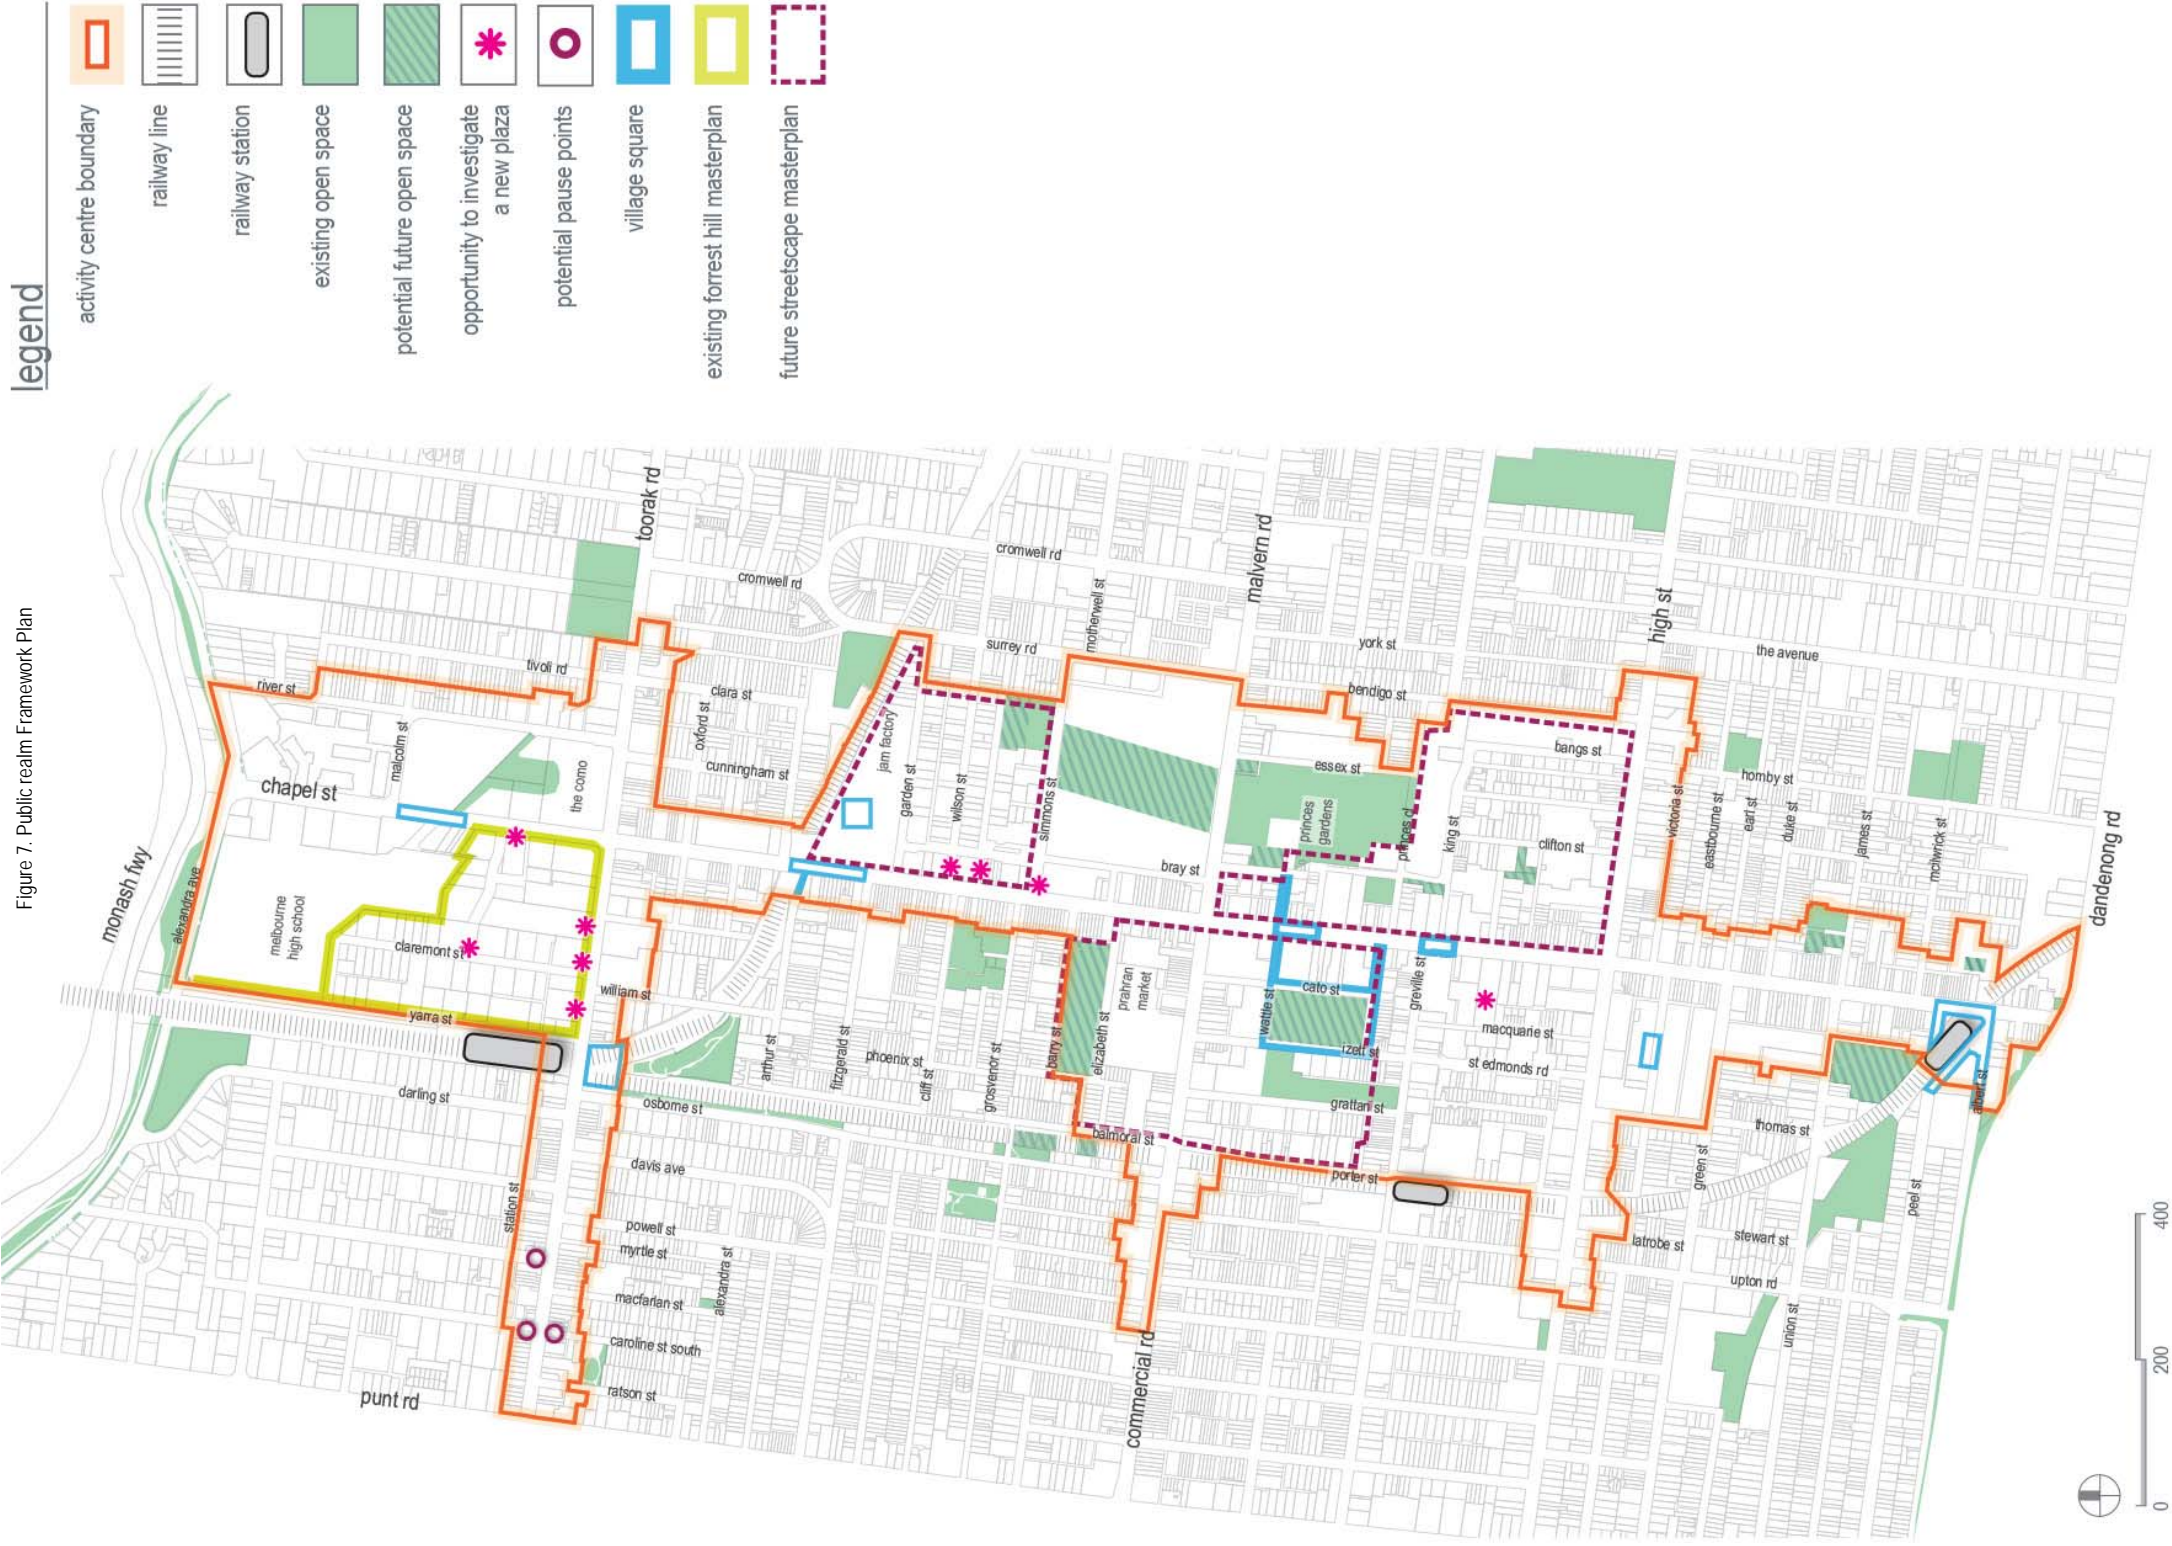 Figure 7. Public realm Framework Plan
legend
activity centre boundary
railway line
railway station
existing open space
potential future open space
opportunity to investigate
a new plaza
potential pause points
village square
existing forrest hill masterplan
future streetscape masterplan
monash fwy
toorak rd
malvern rd
high st
dandenong rd
chapel st
punt rd
commercial rd
alexandra ave
river st
tivoli rd
malcolm st
the como
melbourne
high school
claremont st
yarra st
william st
darling st
station st
cromwell rd
cromwell rd
clara st
oxford st
cunningham st
surrey rd
motherwell st
jam factory
garden st
wilson st
simmons st
bray st
york st
bendigo st
essex st
princes
gardens
princes cl
king st
bangs st
clifton st
the avenue
victoria st
eastbourne st
earl st
hornby st
duke st
james st
mcilwrick st
arthur st
fitzgerald st
phoenix st
cliff st
grosvenor st
barry st
elizabeth st
prahran
market
wattle st
cato st
izett st
grattan st
greville st
macquarie st
st edmonds rd
balmoral st
porter st
osborne st
davis ave
powell st
myrtle st
macfarlan st
alexandra st
caroline st south
ratson st
green st
thomas st
latrobe st
stewart st
upton rd
union st
peel st
albert st
0
200
400